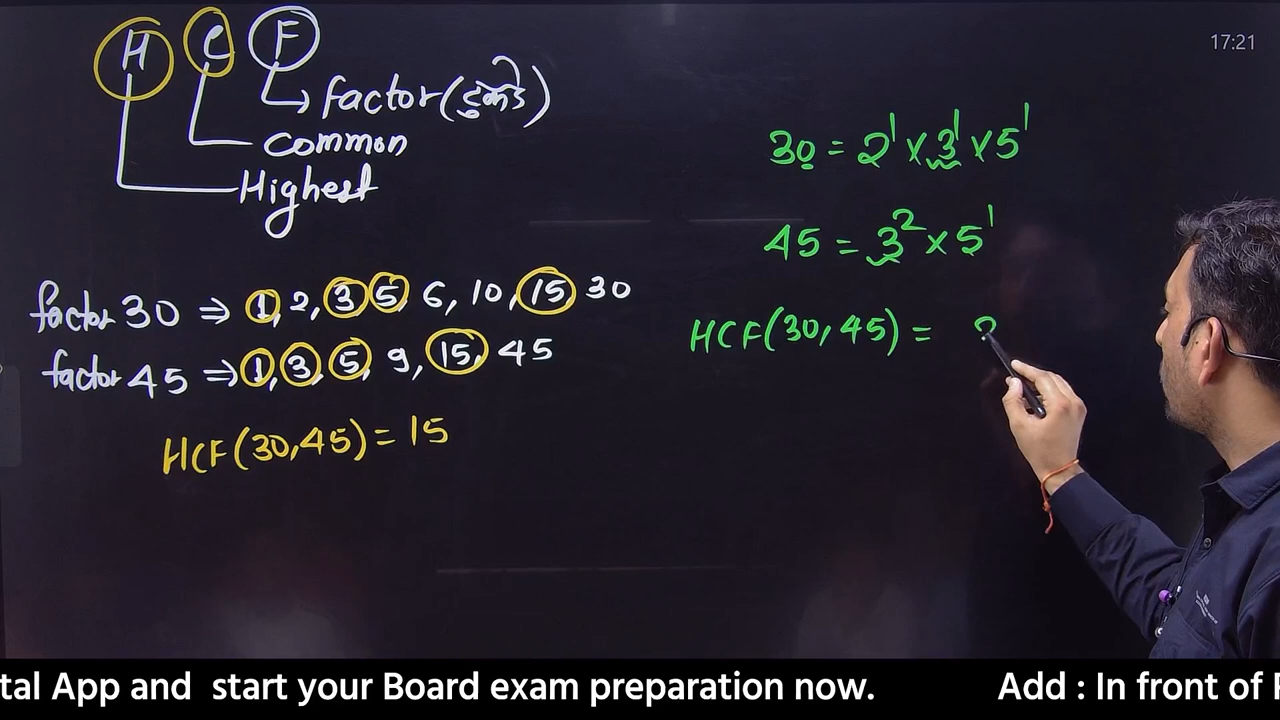 H C F
17:21
factor (टुकड़े)
Common
Highest
factor 30 ⇒ 1, 2, 3, 5, 6, 10, 15, 30
factor 45 ⇒ 1, 3, 5, 9, 15, 45
HCF(30,45) = 15
30 = 2¹ × 3¹ × 5¹
45 = 3² × 5¹
HCF(30,45) =
tal App and start your Board exam preparation now. Add : In front of